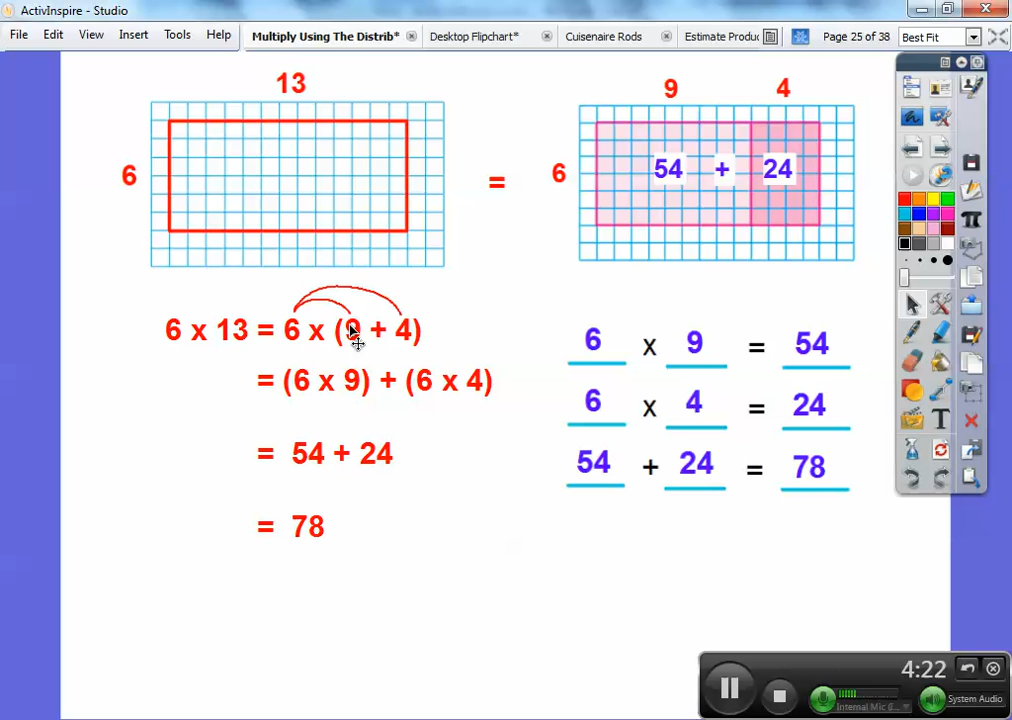 ActivInspire - Studio
File Edit View Insert Tools Help
Multiply Using The Distrib* Desktop Flipchart* Cuisenaire Rods Estimate Produc Page 25 of 38 Best Fit
13
6
=
9 4
6
54 + 24
6 x 13 = 6 x (9 + 4)
= (6 x 9) + (6 x 4)
= 54 + 24
= 78
6 x 9 = 54
6 x 4 = 24
54 + 24 = 78
4:22
Internal Mic (I...
System Audio